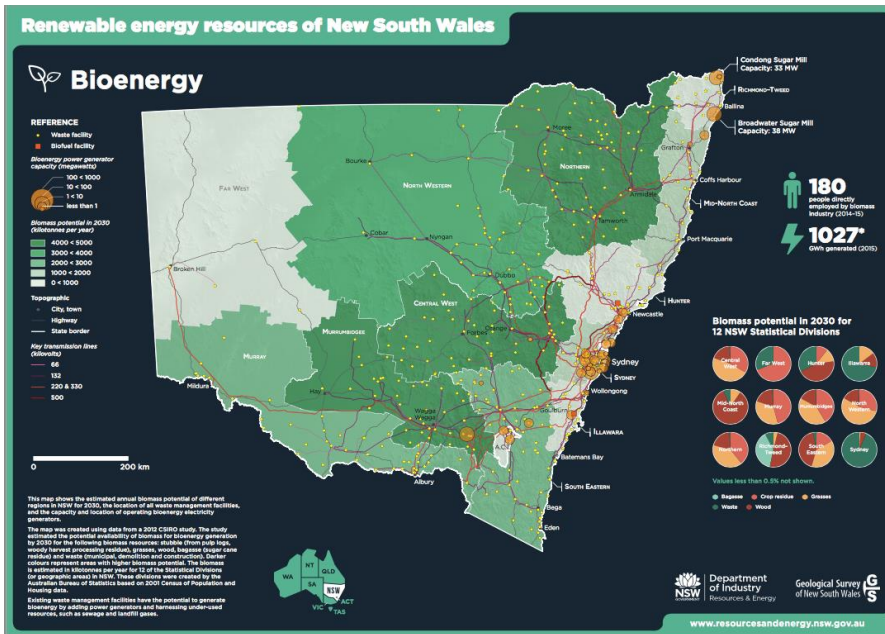 Renewable energy resources of New South Wales
Bioenergy
REFERENCE
Waste facility
Biofuel facility
Bioenergy power generator
capacity (megawatts)
100 < 1000
10 < 100
1 < 10
less than 1
Biomass potential in 2030
(kilotonnes per year)
4000 < 5000
3000 < 4000
2000 < 3000
1000 < 2000
0 < 1000
Topographic
City, town
Highway
State border
Key transmission lines
(kilovolts)
66
132
220 & 330
500
0
200 km
Condong Sugar Mill
Capacity: 33 MW
RICHMOND-TWEED
Ballina
Broadwater Sugar Mill
Capacity: 38 MW
Moree
Grafton
NORTHERN
Bourke
FAR WEST
NORTH WESTERN
Armidale
Coffs Harbour
MID-NORTH COAST
Tamworth
Cobar
Nyngan
Port Macquarie
Broken Hill
Dubbo
HUNTER
CENTRAL WEST
Newcastle
Forbes
Orange
MURRUMBIDGEE
MURRAY
Sydney
SYDNEY
Mildura
Hay
Wollongong
Wagga
Wagga
Goulburn
ILLAWARA
A.C.T.
Batemans Bay
Albury
SOUTH EASTERN
Bega
Eden
180
people directly
employed by biomass
industry (2014-15)
1027*
GWh generated (2015)
Biomass potential in 2030 for
12 NSW Statistical Divisions
Central
West
Far West
Hunter
Illawarra
Mid-North
Coast
Murray
Murrumbidgee
North
Western
Northern
Richmond-
Tweed
South
Eastern
Sydney
Values less than 0.5% not shown.
Bagasse
Crop residue
Grasses
Waste
Wood
This map shows the estimated annual biomass potential of different
regions in NSW for 2030, the location of all waste management facilities,
and the capacity and location of operating bioenergy electricity
generators.
The map was created using data from a 2012 CSIRO study. The study
estimated the potential availability of biomass for bioenergy generation
by 2030 for the following biomass resources: stubble (from pulp logs,
woody harvest processing residue), grasses, wood, bagasse (sugar cane
residue) and waste (municipal, demolition and construction). Darker
colours represent areas with higher biomass potential. The biomass
is estimated in kilotonnes per year for 12 of the Statistical Divisions
(or geographic areas) in NSW. These divisions were created by the
Australian Bureau of Statistics based on 2001 Census of Population and
Housing data.
Existing waste management facilities have the potential to generate
bioenergy by adding power generators and harnessing under-used
resources, such as sewage and landfill gases.
WA
NT
QLD
SA
NSW
VIC
ACT
TAS
NSW
GOVERNMENT
Department
of Industry
Resources & Energy
Geological Survey
of New South Wales
GS
www.resourcesandenergy.nsw.gov.au